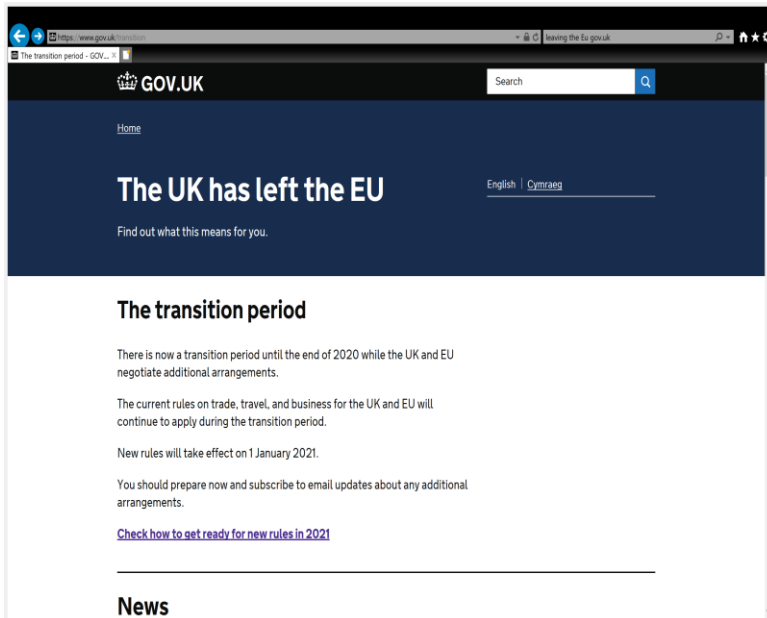 https://www.gov.uk/transition
leaving the Eu gov.uk
The transition period - GOV...
GOV.UK
Search
Home
The UK has left the EU
English | Cymraeg
Find out what this means for you.
The transition period
There is now a transition period until the end of 2020 while the UK and EU
negotiate additional arrangements.
The current rules on trade, travel, and business for the UK and EU will
continue to apply during the transition period.
New rules will take effect on 1 January 2021.
You should prepare now and subscribe to email updates about any additional
arrangements.
Check how to get ready for new rules in 2021
News